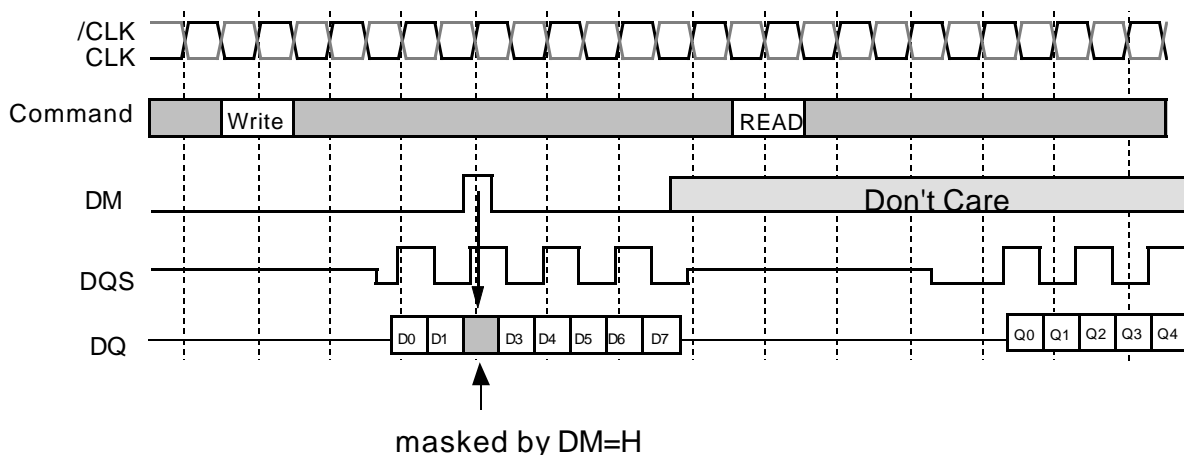 /CLK
CLK
Command
Write
READ
DM
Don't Care
DQS
DQ
D0 D1 D3 D4 D5 D6 D7
Q0 Q1 Q2 Q3 Q4
masked by DM=H